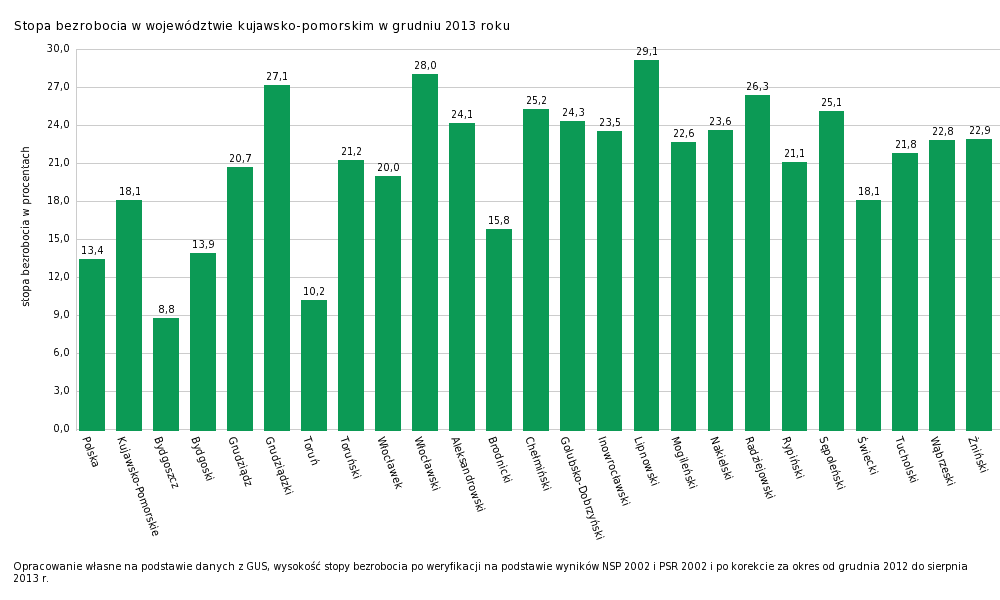 Stopa bezrobocia w województwie kujawsko-pomorskim w grudniu 2013 roku
stopa bezrobocia w procentach
30,0
27,0
24,0
21,0
18,0
15,0
12,0
9,0
6,0
3,0
0,0
13,4
18,1
8,8
13,9
20,7
27,1
10,2
21,2
20,0
28,0
24,1
15,8
25,2
24,3
23,5
29,1
22,6
23,6
26,3
21,1
25,1
18,1
21,8
22,8
22,9
Polska
Kujawsko-Pomorskie
Bydgoszcz
Bydgoski
Grudziądz
Grudziądzki
Toruń
Toruński
Włocławek
Włocławski
Aleksandrowski
Brodnicki
Chełmiński
Golubsko-Dobrzyński
Inowrocławski
Lipnowski
Mogileński
Nakielski
Radziejowski
Rypiński
Sępoleński
Świecki
Tucholski
Wąbrzeski
Żniński
Opracowanie własne na podstawie danych z GUS, wysokość stopy bezrobocia po weryfikacji na podstawie wyników NSP 2002 i PSR 2002 i po korekcie za okres od grudnia 2012 do sierpnia
2013 r.